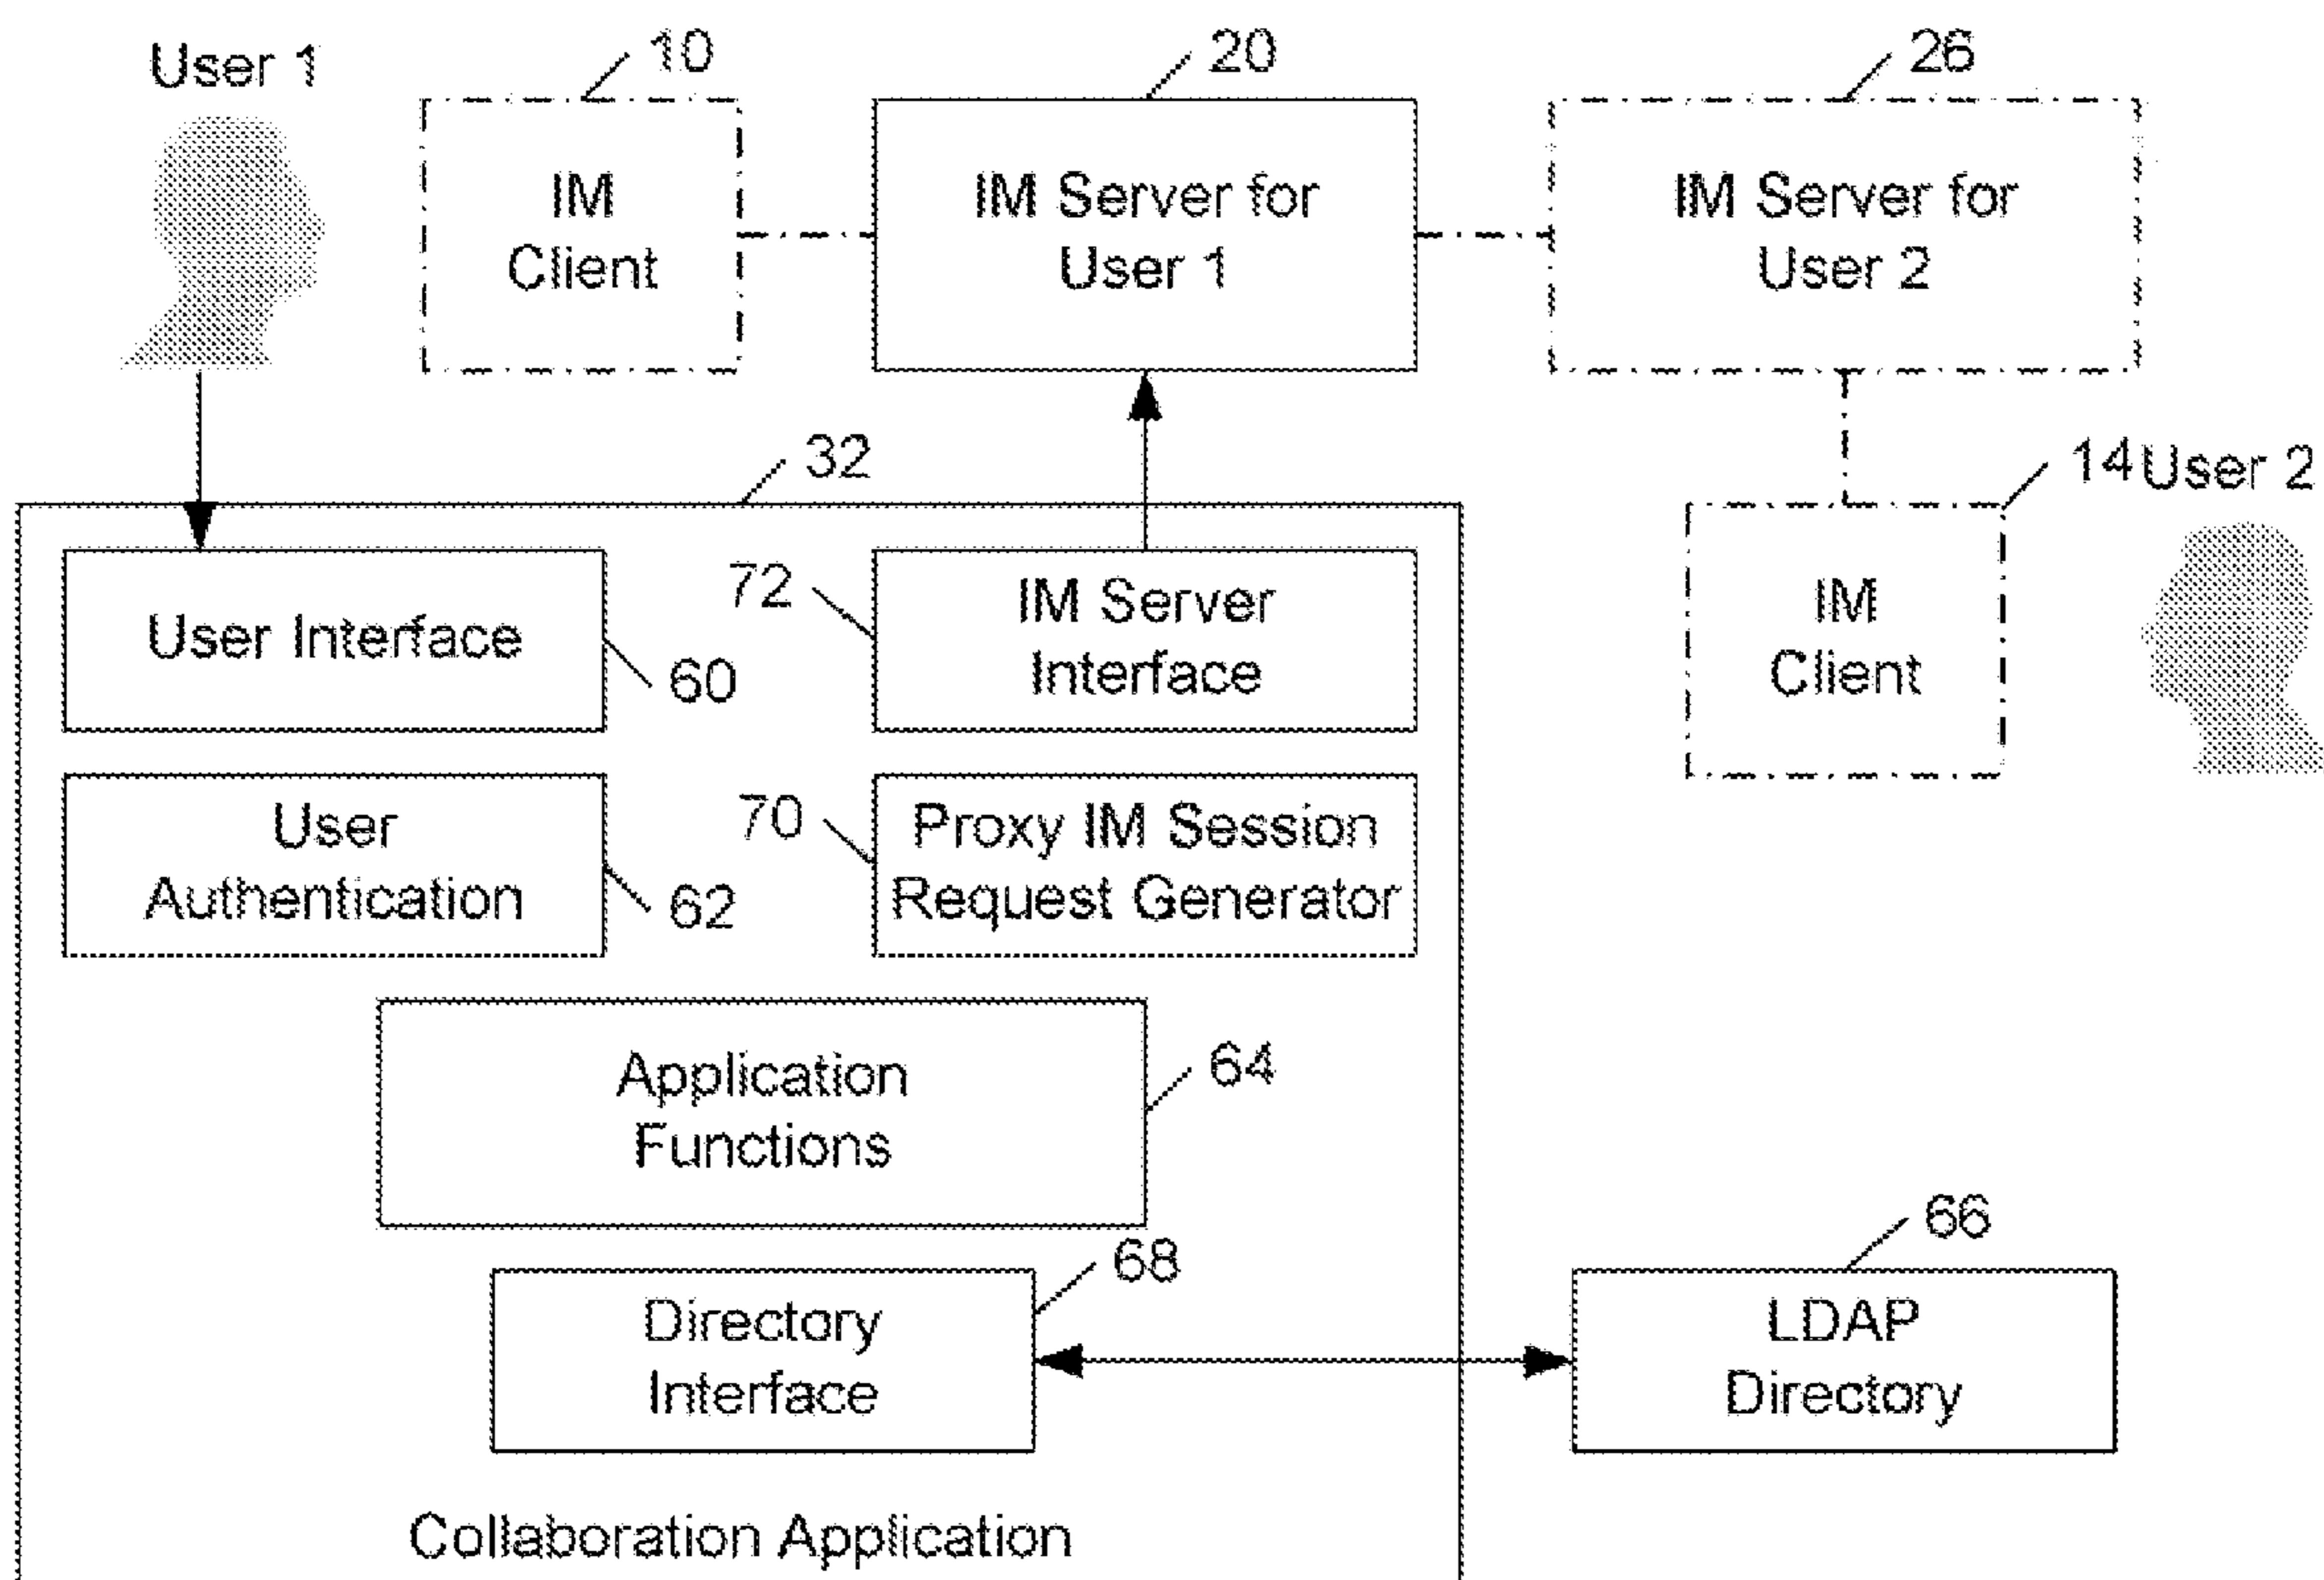 User 1
10
20
26
IM
Client
IM Server for
User 1
IM Server for
User 2
32
14
User 2
User Interface
60
72
IM Server
Interface
IM
Client
User
Authentication
62
70
Proxy IM Session
Request Generator
Application
Functions
64
68
Directory
Interface
66
LDAP
Directory
Collaboration Application